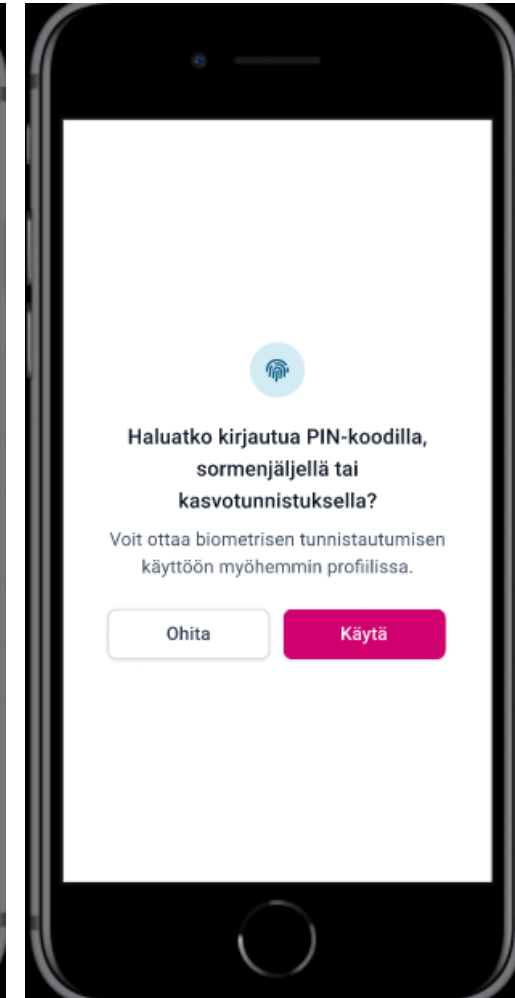 Haluatko kirjautua PIN-koodilla,
sormenjäljellä tai
kasvotunnistuksella?
Voit ottaa biometrisen tunnistautumisen
käyttöön myöhemmin profiilissa.
Ohita
Käytä